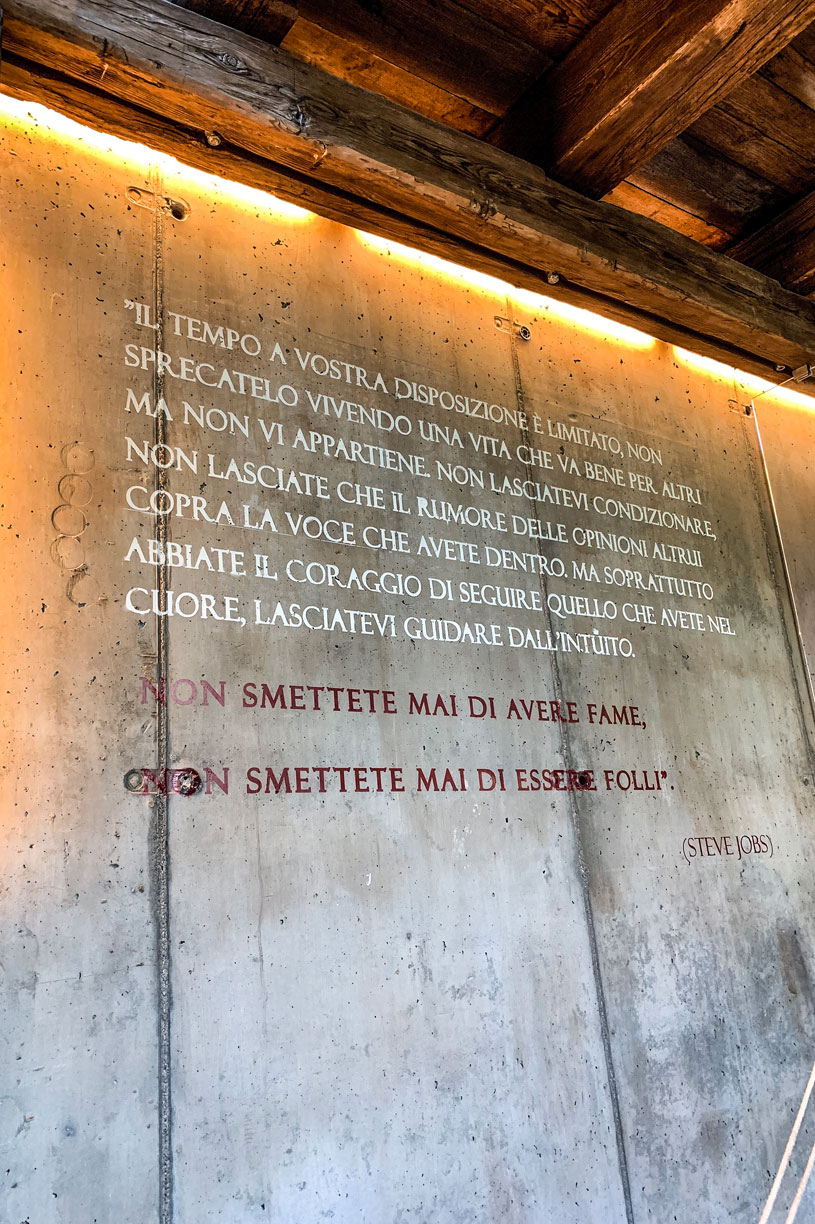 "IL TEMPO A VOSTRA DISPOSIZIONE È LIMITATO, NON
SPRECATELO VIVENDO UNA VITA CHE VA BENE PER ALTRI
MA NON VI APPARTIENE. NON LASCIATEVI CONDIZIONARE,
NON LASCIATE CHE IL RUMORE DELLE OPINIONI ALTRUI
COPRA LA VOCE CHE AVETE DENTRO. MA SOPRATTUTTO
ABBIATE IL CORAGGIO DI SEGUIRE QUELLO CHE AVETE NEL
CUORE, LASCIATEVI GUIDARE DALL'INTUITO.
NON SMETTETE MAI DI AVERE FAME,
NON SMETTETE MAI DI ESSERE FOLLI".
(STEVE JOBS)